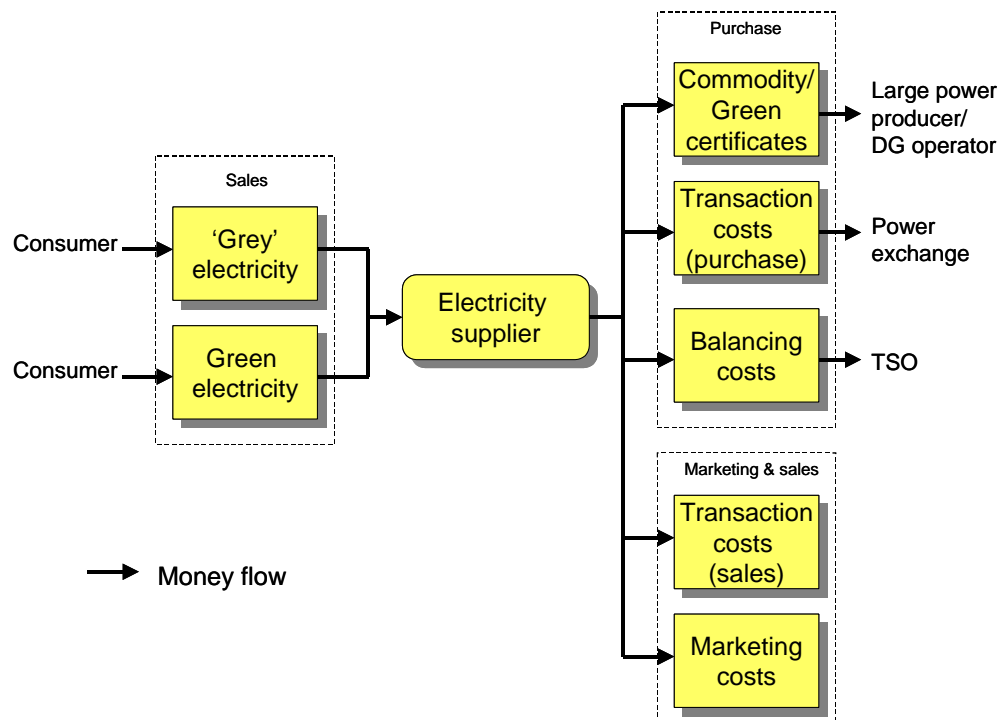 Purchase
Commodity/
Green
certificates
Large power
producer/
DG operator
Sales
Consumer
'Grey'
electricity
Transaction
costs
(purchase)
Power
exchange
Electricity
supplier
Consumer
Green
electricity
Balancing
costs
TSO
Marketing & sales
Transaction
costs
(sales)
Money flow
Marketing
costs